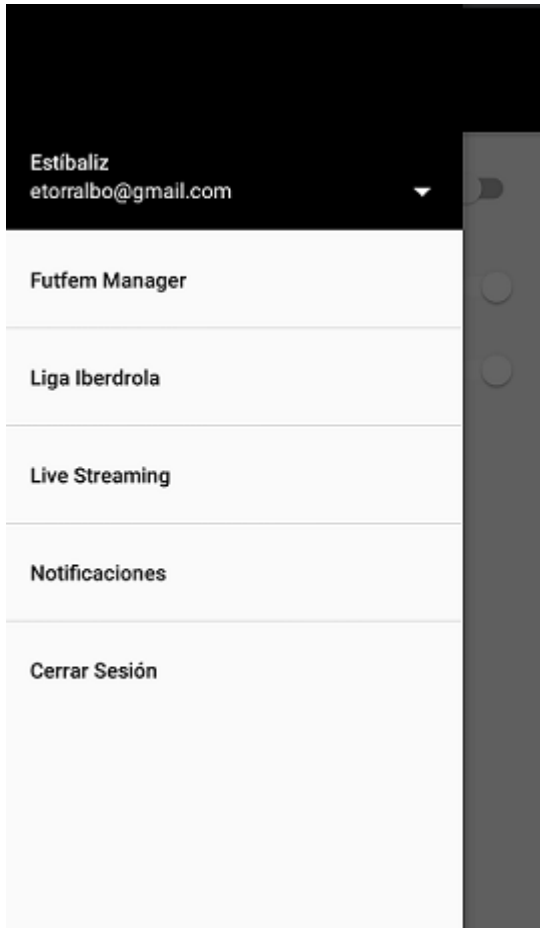 Estíbaliz
etorralbo@gmail.com
Futfem Manager
Liga Iberdrola
Live Streaming
Notificaciones
Cerrar Sesión